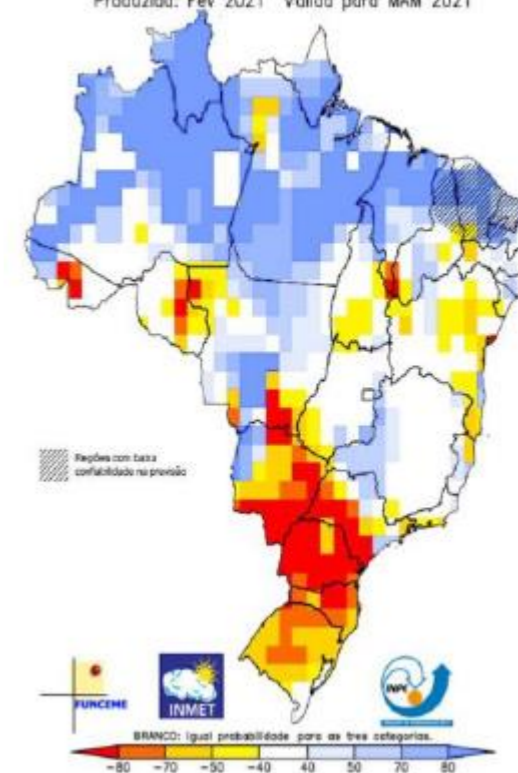 Produzida: Fev 2021 Válida para MAM 2021
Regiões com baixa
confiabilidade na previsão
FUNCEME
INMET
INPE
BRANCO: Igual probabilidade para as tres categorias.
-80 -70 -50 -40 40 50 70 80